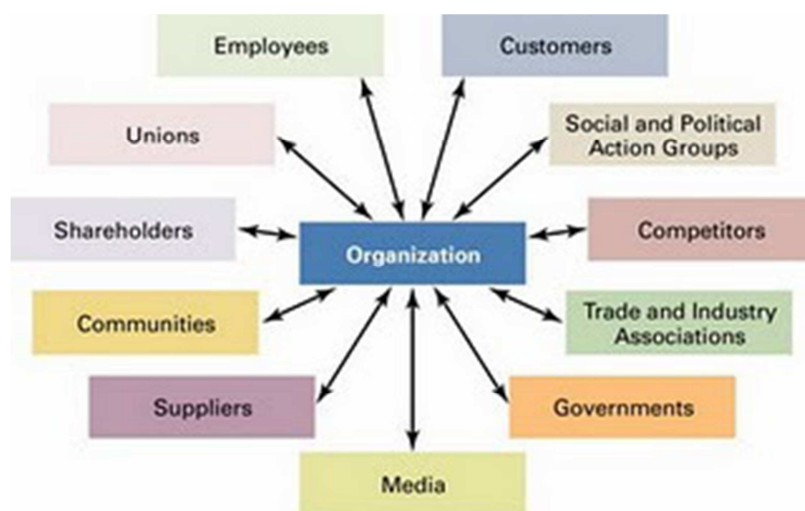 Employees
Customers
Unions
Social and Political
Action Groups
Shareholders
Organization
Competitors
Communities
Trade and Industry
Associations
Suppliers
Governments
Media